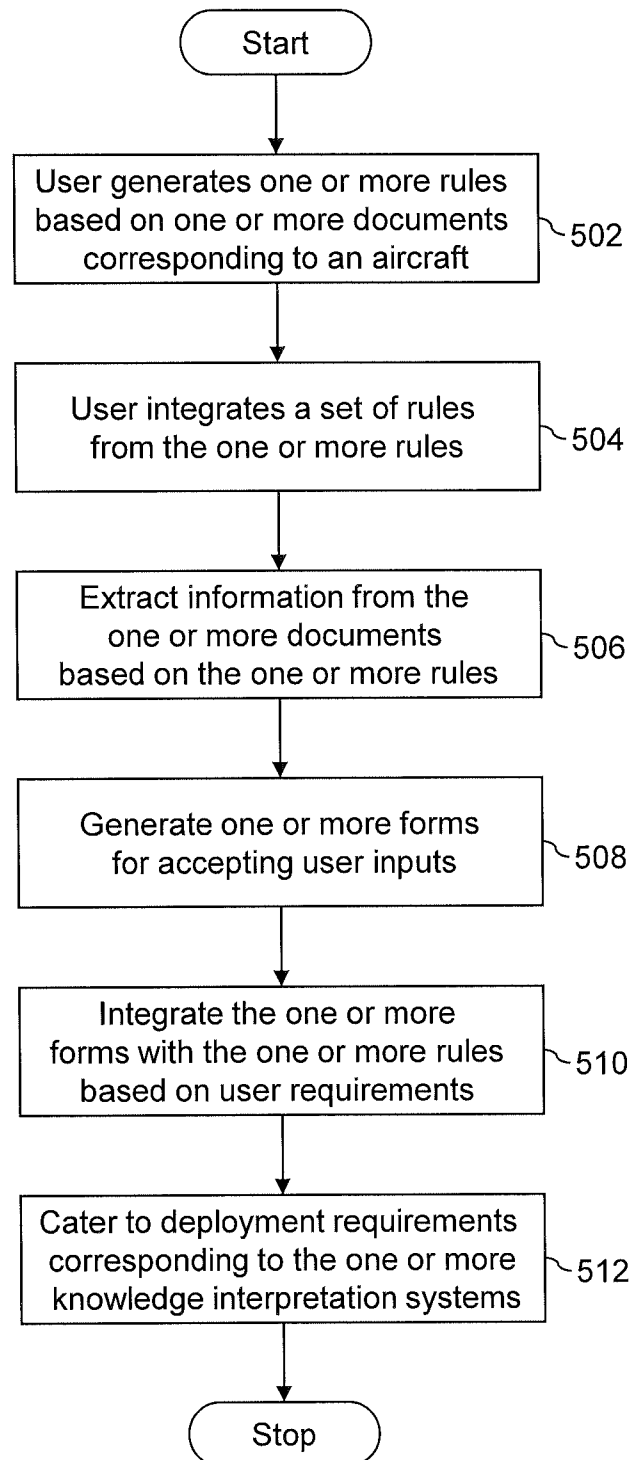 Start
User generates one or more rules
based on one or more documents
corresponding to an aircraft
502
User integrates a set of rules
from the one or more rules
504
Extract information from the
one or more documents
based on the one or more rules
506
Generate one or more forms
for accepting user inputs
508
Integrate the one or more
forms with the one or more rules
based on user requirements
510
Cater to deployment requirements
corresponding to the one or more
knowledge interpretation systems
512
Stop